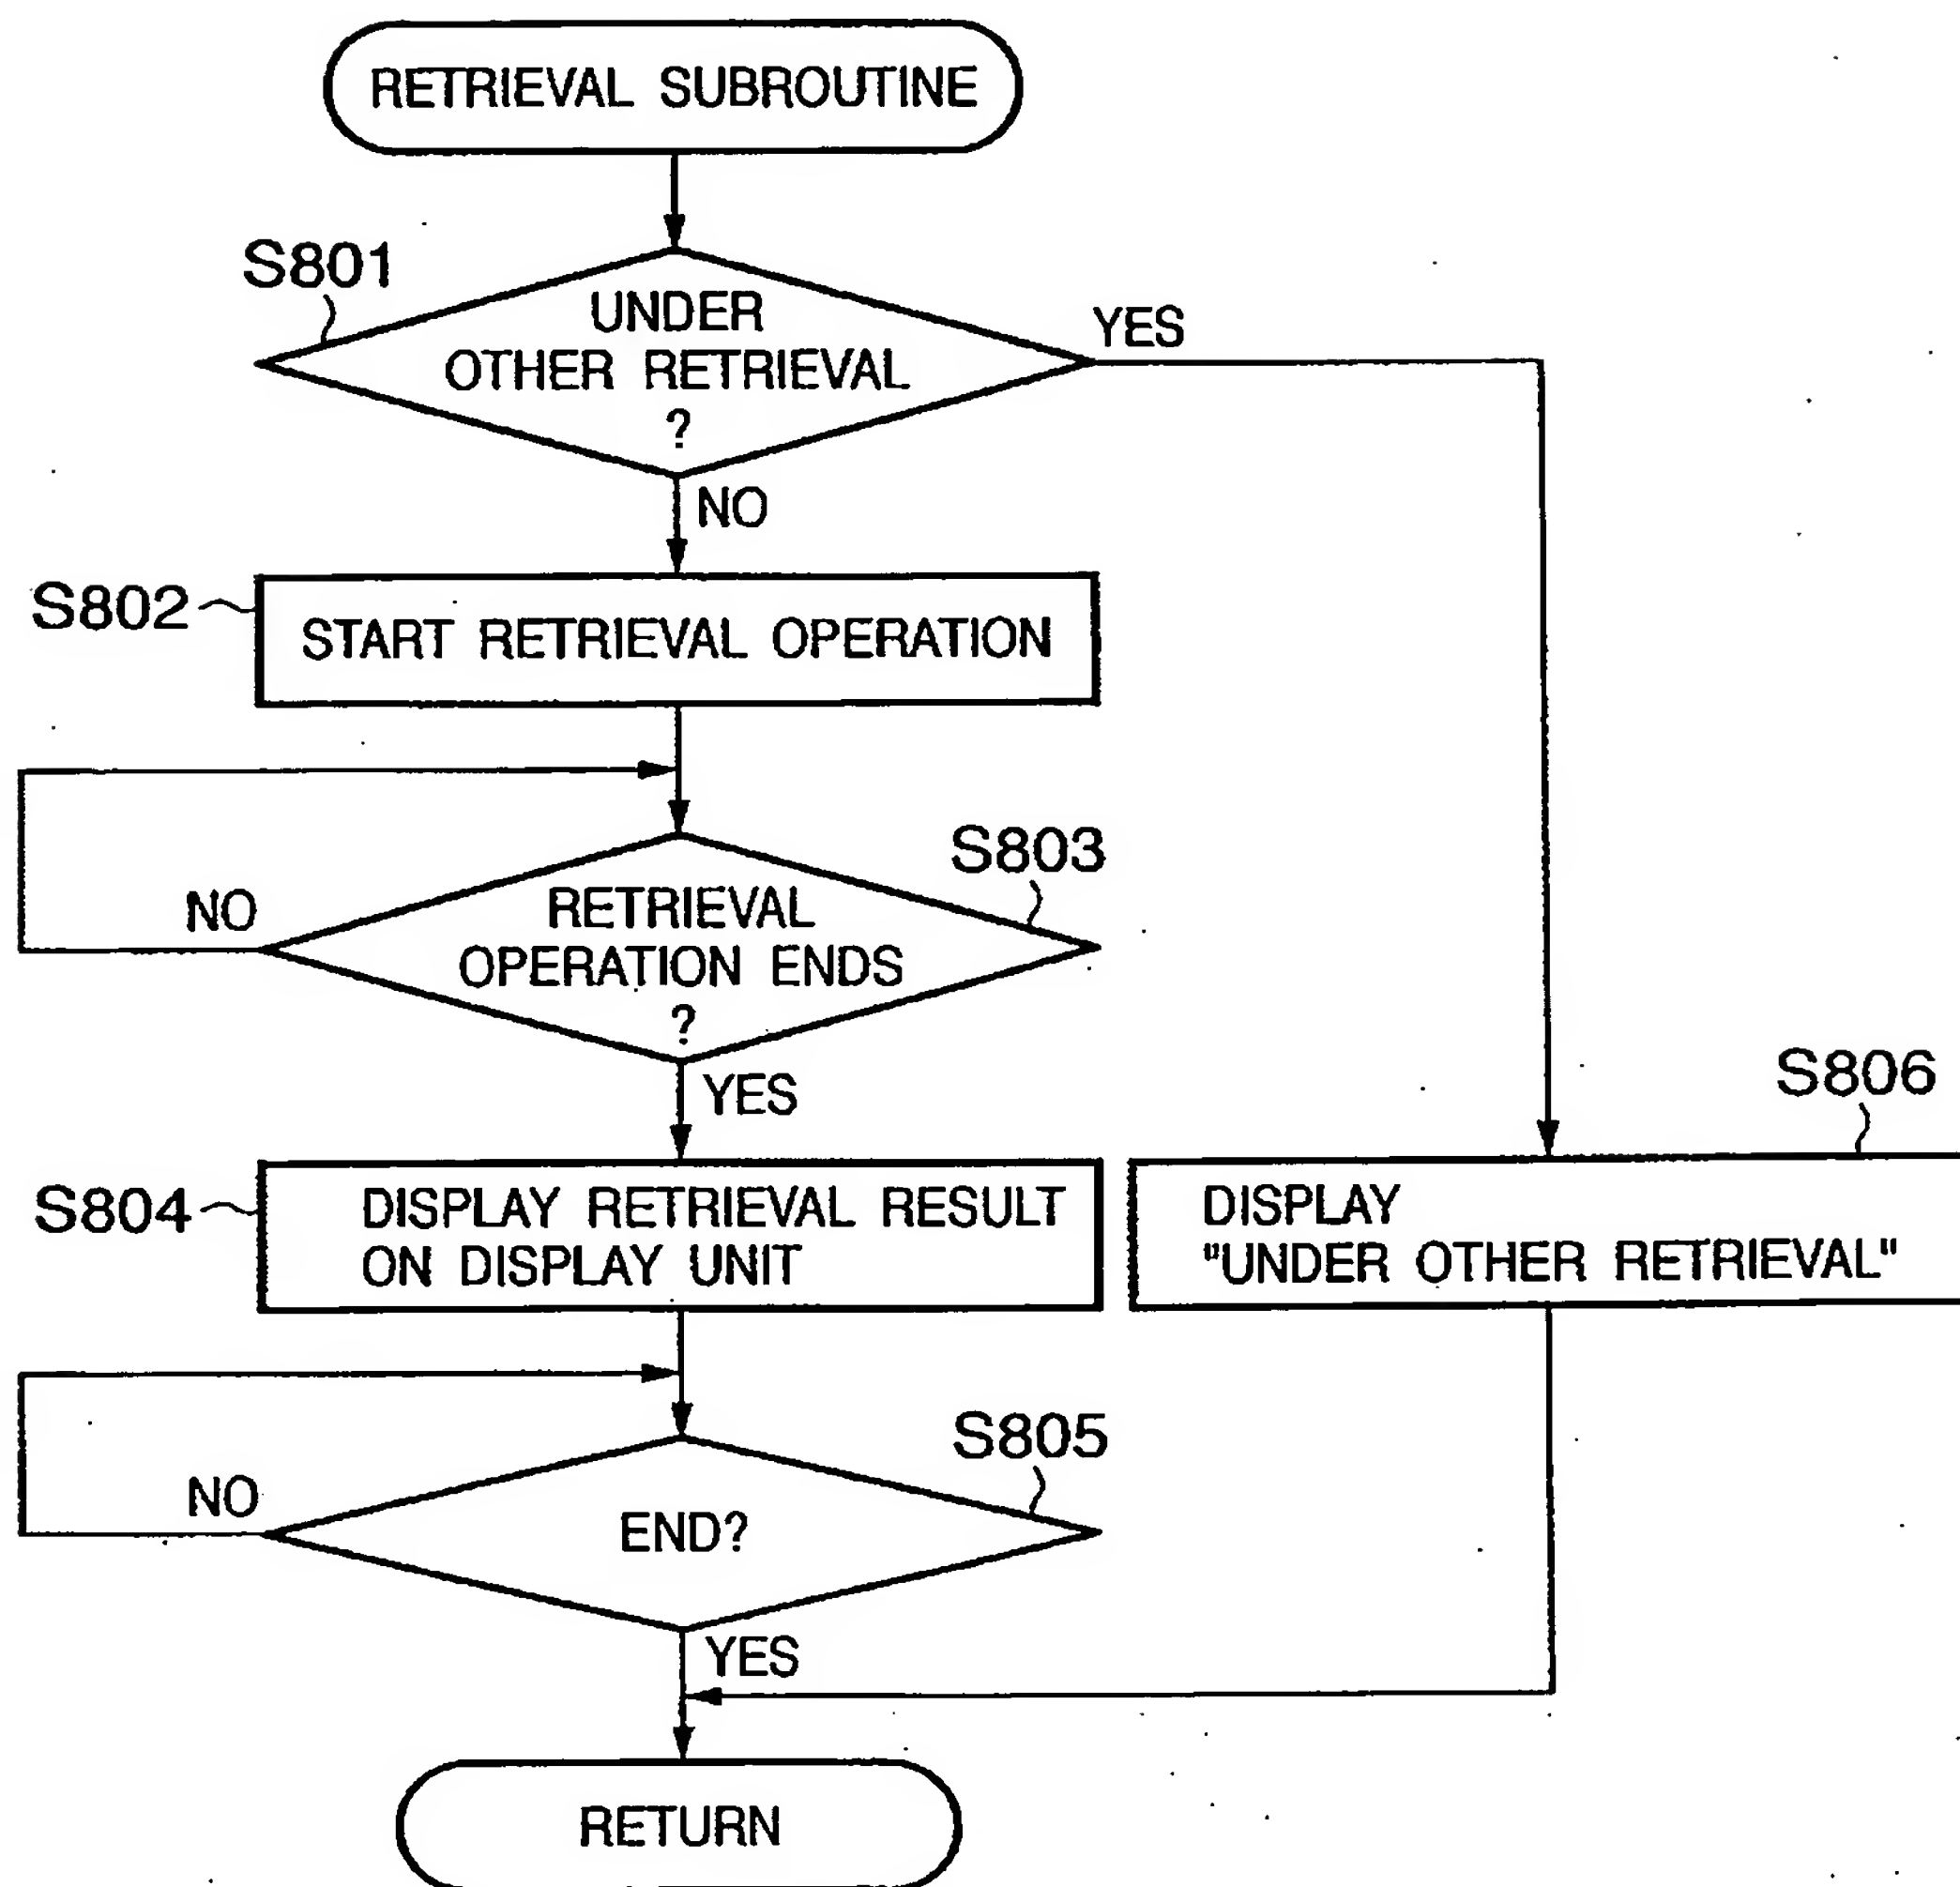 RETRIEVAL SUBROUTINE
S801
UNDER
OTHER RETRIEVAL
?
YES
NO
S802
START RETRIEVAL OPERATION
S803
NO
RETRIEVAL
OPERATION ENDS
?
YES
S804
DISPLAY RETRIEVAL RESULT
ON DISPLAY UNIT
S806
DISPLAY
"UNDER OTHER RETRIEVAL"
S805
NO
END?
YES
RETURN